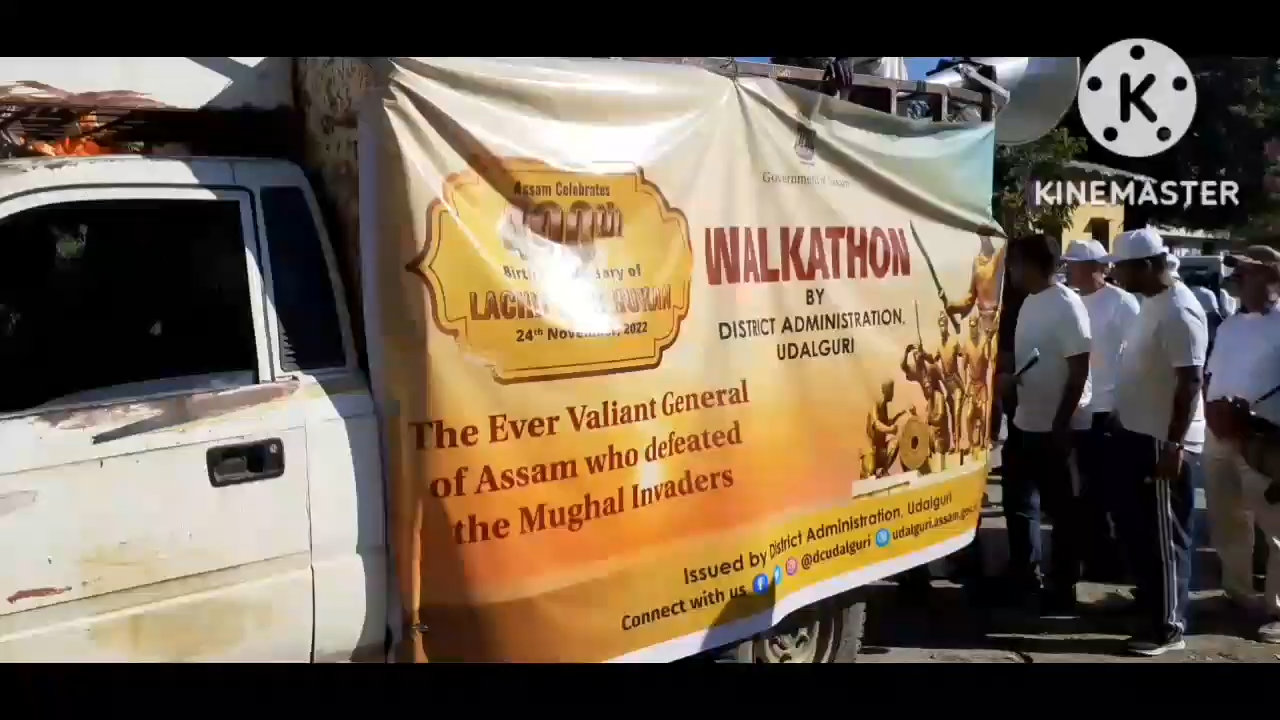 Assam Celebrates
400th
Birth of
LACHIT
24th November, 2022
Government of Assam
WALKATHON
BY
DISTRICT ADMINISTRATION,
UDALGURI
The Ever Valiant General
of Assam who defeated
the Mughal Invaders
Issued by District Administration, Udalguri
Connect with us @dcudalguri udalguri.assam.gov.in
K
KINEMASTER